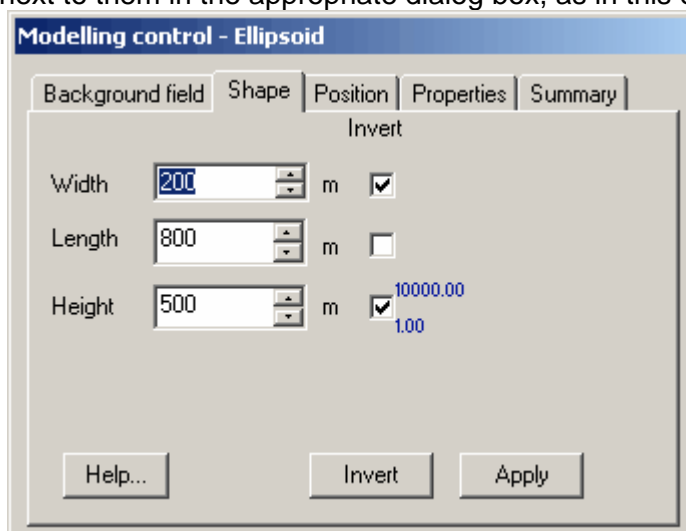 next to them in the appropriate dialog box, as in this
Modelling control - Ellipsoid
Background field Shape Position Properties Summary
Invert
Width 200 m
Length 800 m
Height 500 m 10000.00
1.00
Help... Invert Apply